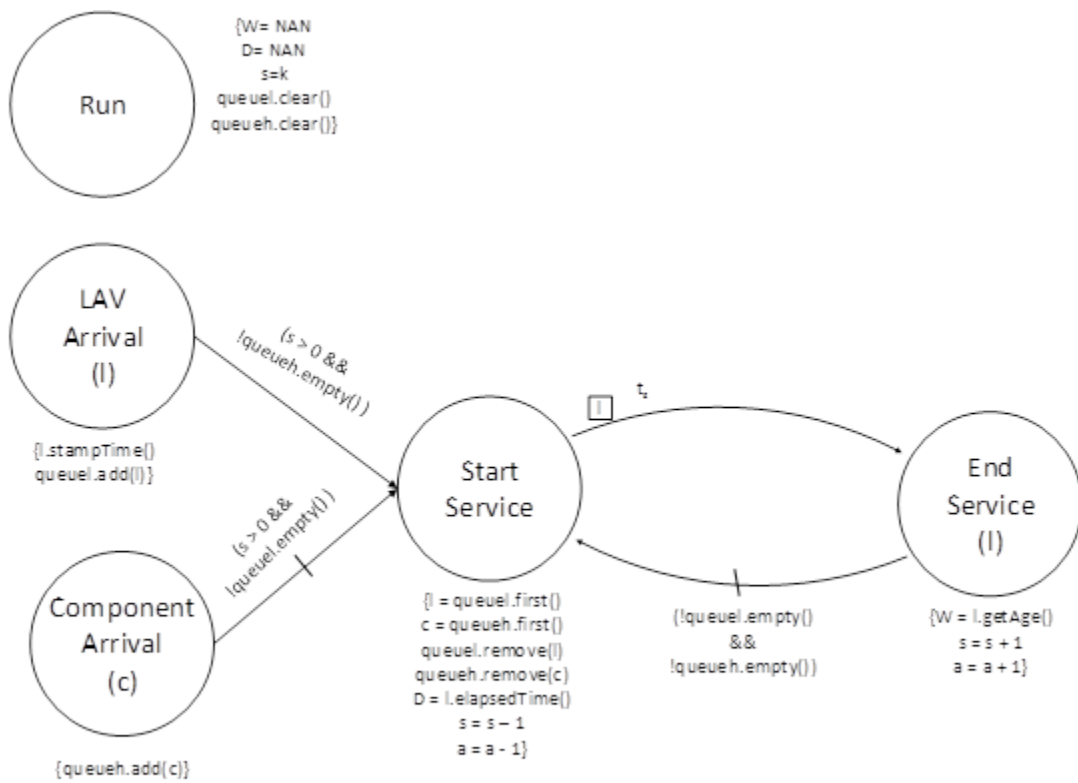 Run
{W= NAN
D= NAN
s=k
queuel.clear()
queueh.clear()}
LAV
Arrival
(l)
{l.stampTime()
queuel.add(l)}
(s > 0 &&
!queueh.empty())
Component
Arrival
(c)
{queueh.add(c)}
(s > 0 &&
!queuel.empty())
Start
Service
{l = queuel.first()
c = queueh.first()
queuel.remove(l)
queueh.remove(c)
D = l.elapsedTime()
s = s – 1
a = a - 1}
l
tₛ
(!queuel.empty()
&&
!queueh.empty())
End
Service
(l)
{W = l.getAge()
s = s + 1
a = a + 1}